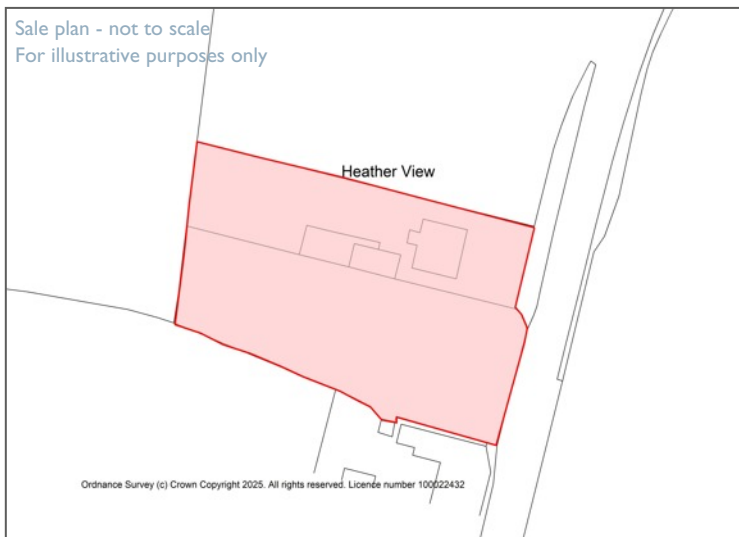 Sale plan - not to scale
For illustrative purposes only
Heather View
Ordnance Survey (c) Crown Copyright 2025. All rights reserved. Licence number 100022432